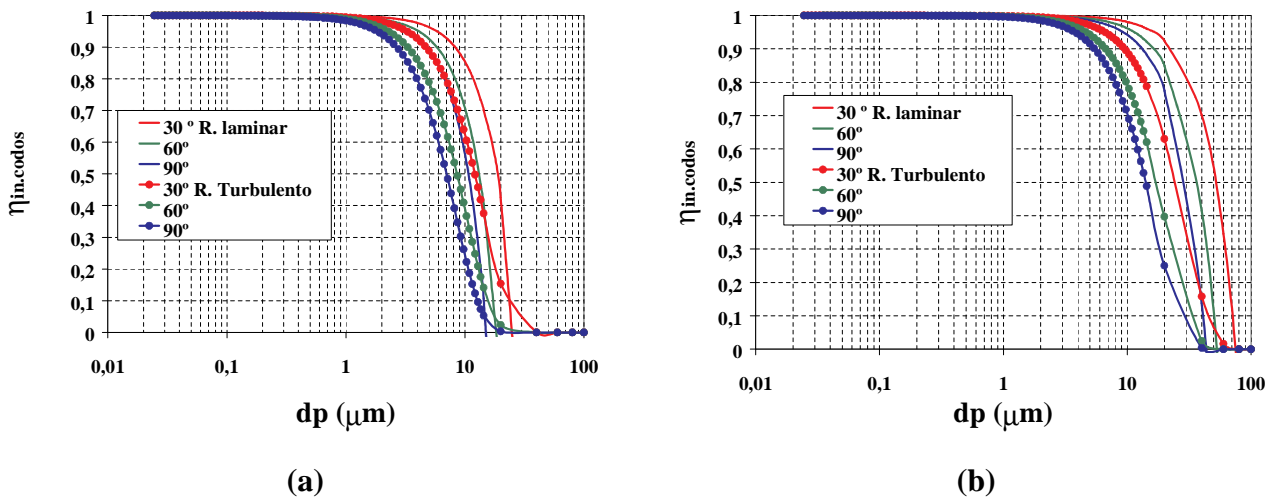 1
0,9
0,8
0,7
0,6
0,5
0,4
0,3
0,2
0,1
0
ηin.codos
30 º R. laminar
60º
90º
30º R. Turbulento
60º
90º
0,01
0,1
1
10
100
dp (μm)
(a)
1
0,9
0,8
0,7
0,6
0,5
0,4
0,3
0,2
0,1
0
ηin.codos
30 º R. laminar
60º
90º
30º R. Turbulento
60º
90º
0,01
0,1
1
10
100
dp (μm)
(b)